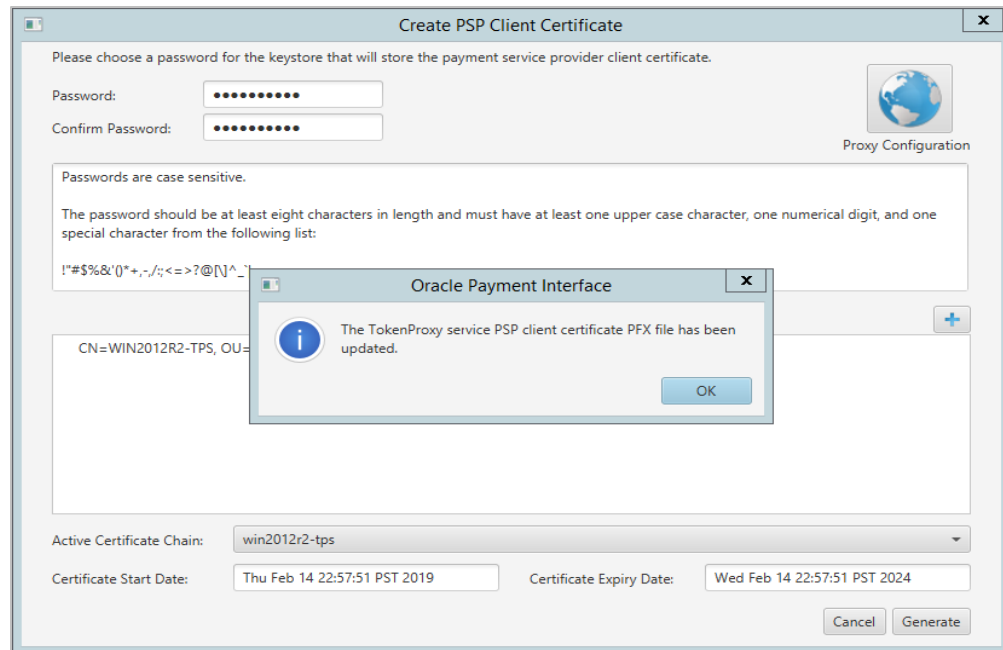 Create PSP Client Certificate
x
Please choose a password for the keystore that will store the payment service provider client certificate.
Password:
••••••••••
Confirm Password:
••••••••••
Proxy Configuration
Passwords are case sensitive.
The password should be at least eight characters in length and must have at least one upper case character, one numerical digit, and one
special character from the following list:
!"#$%&'()*+,-./:;<=>?@[\]^_`
Oracle Payment Interface
x
i
The TokenProxy service PSP client certificate PFX file has been
updated.
OK
+
CN=WIN2012R2-TPS, OU=
Active Certificate Chain:
win2012r2-tps
Certificate Start Date:
Thu Feb 14 22:57:51 PST 2019
Certificate Expiry Date:
Wed Feb 14 22:57:51 PST 2024
Cancel
Generate